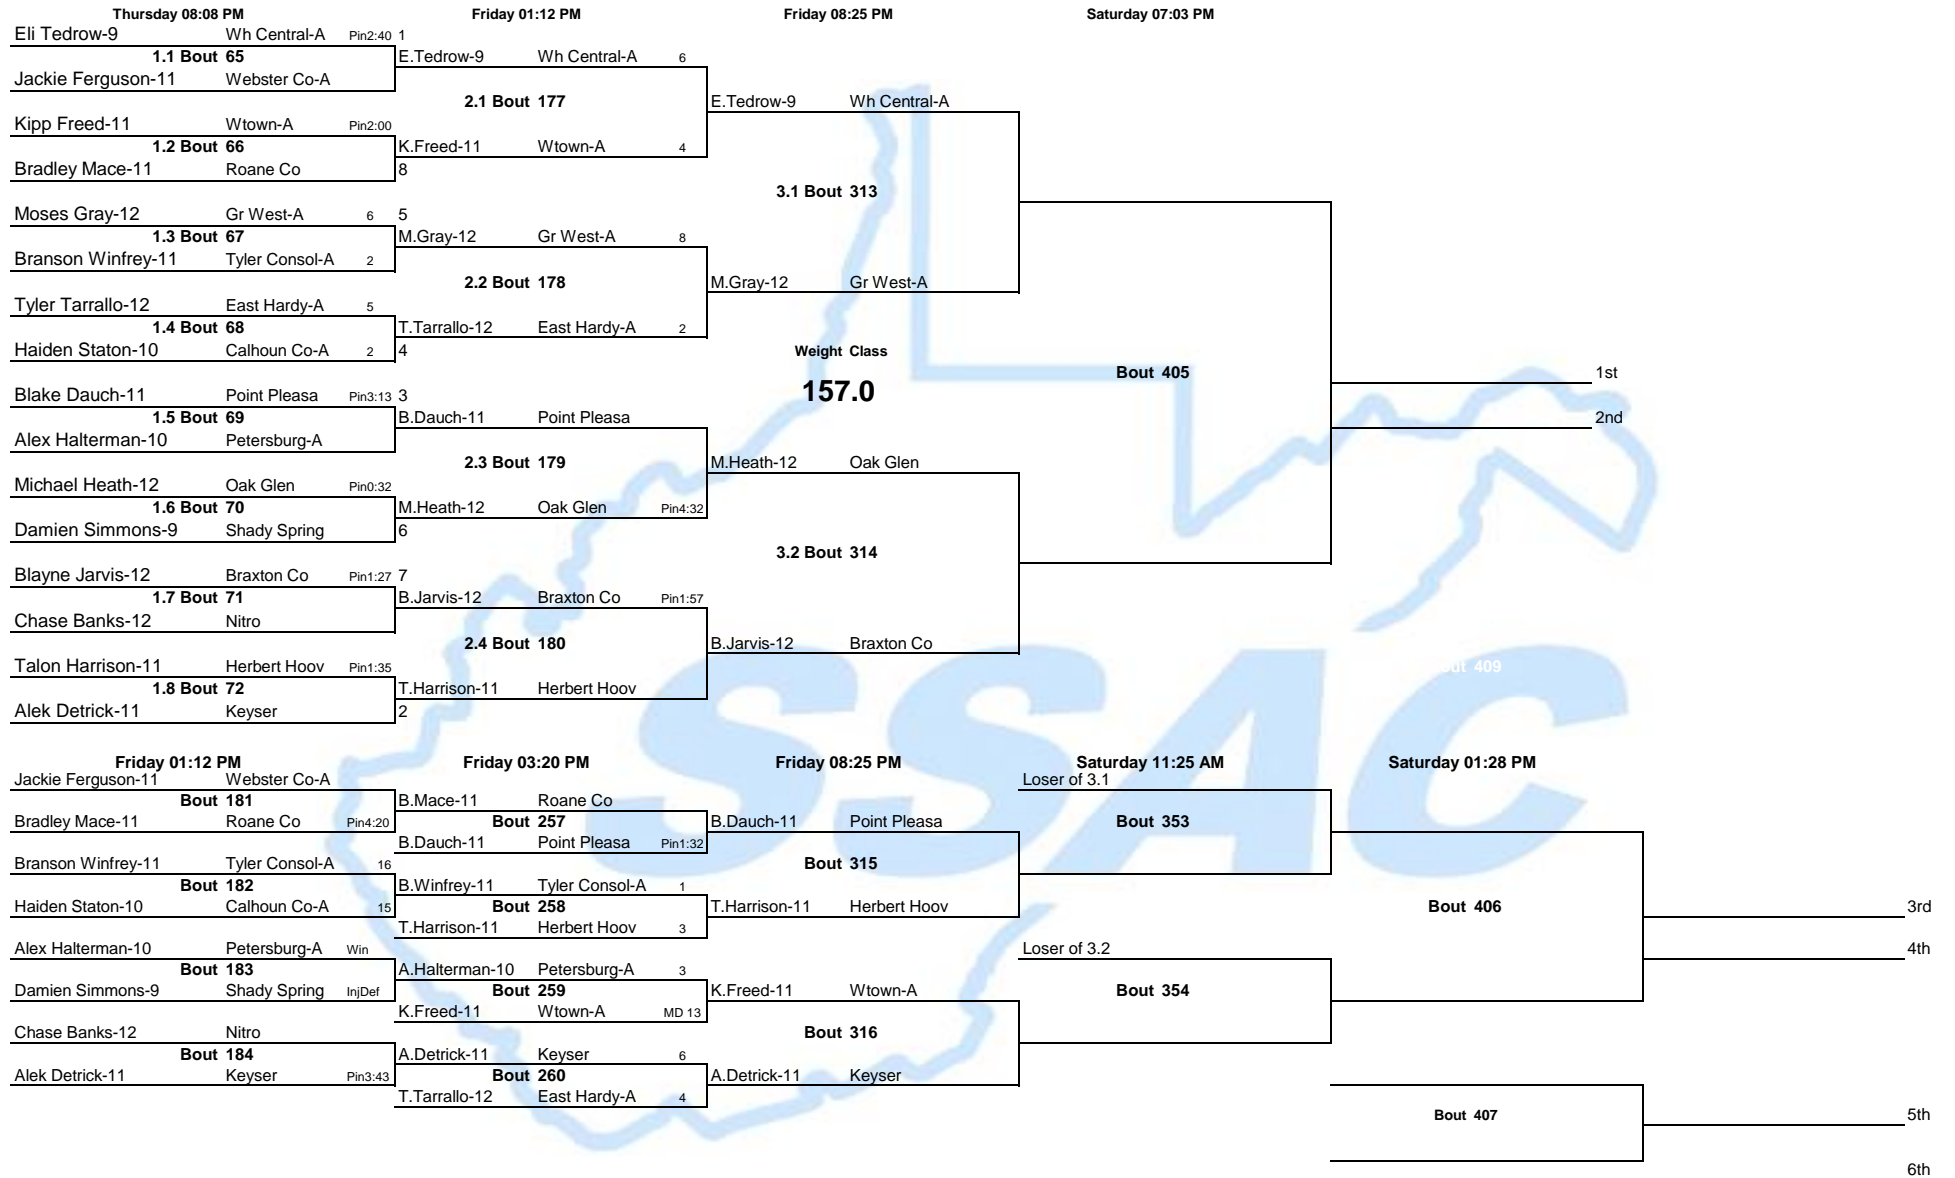 Thursday 08:08 PM Friday 01:12 PM Friday 08:25 PM Saturday 07:03 PM
Eli Tedrow-9 Wh Central-A Pin2:40 1
1.1 Bout 65 E.Tedrow-9 Wh Central-A 6
Jackie Ferguson-11 Webster Co-A
2.1 Bout 177 E.Tedrow-9 Wh Central-A
Kipp Freed-11 Wtown-A Pin2:00
1.2 Bout 66 K.Freed-11 Wtown-A 4
Bradley Mace-11 Roane Co 8
3.1 Bout 313
Moses Gray-12 Gr West-A 6 5
1.3 Bout 67 M.Gray-12 Gr West-A 8
Branson Winfrey-11 Tyler Consol-A 2
2.2 Bout 178 M.Gray-12 Gr West-A
Tyler Tarrallo-12 East Hardy-A 5
1.4 Bout 68 T.Tarrallo-12 East Hardy-A 2
Haiden Staton-10 Calhoun Co-A 2 4 Weight Class
Bout 405 1st
Blake Dauch-11 Point Pleasa Pin3:13 3 157.0
1.5 Bout 69 B.Dauch-11 Point Pleasa 2nd
Alex Halterman-10 Petersburg-A
2.3 Bout 179 M.Heath-12 Oak Glen
Michael Heath-12 Oak Glen Pin0:32
1.6 Bout 70 M.Heath-12 Oak Glen Pin4:32
Damien Simmons-9 Shady Spring 6
3.2 Bout 314
Blayne Jarvis-12 Braxton Co Pin1:27 7
1.7 Bout 71 B.Jarvis-12 Braxton Co Pin1:57
Chase Banks-12 Nitro
2.4 Bout 180 B.Jarvis-12 Braxton Co
Talon Harrison-11 Herbert Hoov Pin1:35 409
1.8 Bout 72 T.Harrison-11 Herbert Hoov
Alek Detrick-11 Keyser 2
SSAC
Friday 01:12 PM Friday 03:20 PM Friday 08:25 PM Saturday 11:25 AM Saturday 01:28 PM
Jackie Ferguson-11 Webster Co-A Loser of 3.1
Bout 181 B.Mace-11 Roane Co
Bradley Mace-11 Roane Co Pin4:20 Bout 257 B.Dauch-11 Point Pleasa Bout 353
B.Dauch-11 Point Pleasa Pin1:32
Branson Winfrey-11 Tyler Consol-A 16 Bout 315
Bout 182 B.Winfrey-11 Tyler Consol-A 1
Haiden Staton-10 Calhoun Co-A 15 Bout 258 T.Harrison-11 Herbert Hoov Bout 406 3rd
T.Harrison-11 Herbert Hoov 3
Alex Halterman-10 Petersburg-A Win Loser of 3.2 4th
Bout 183 A.Halterman-10 Petersburg-A 3
Damien Simmons-9 Shady Spring InjDef Bout 259 K.Freed-11 Wtown-A Bout 354
K.Freed-11 Wtown-A MD 13
Chase Banks-12 Nitro Bout 316
Bout 184 A.Detrick-11 Keyser 6
Alek Detrick-11 Keyser Pin3:43 Bout 260 A.Detrick-11 Keyser
T.Tarrallo-12 East Hardy-A 4
Bout 407 5th
6th